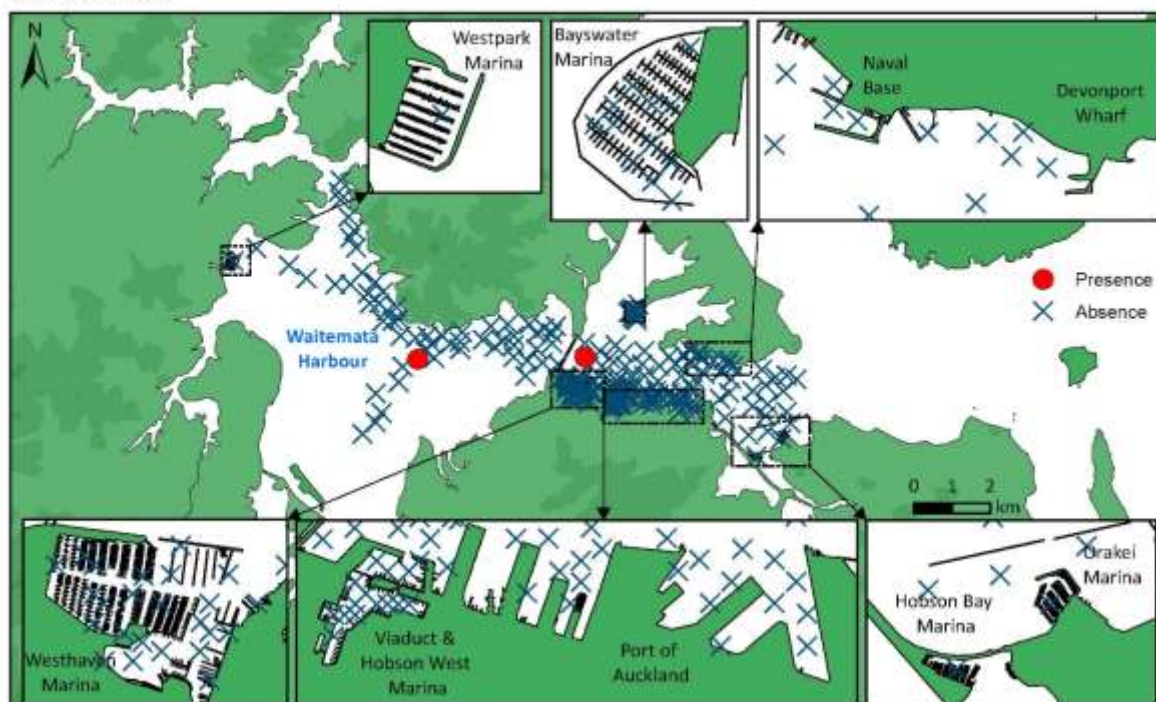 N
Westpark
Marina
Bayswater
Marina
Naval
Base
Devonport
Wharf
Presence
Absence
Waitematā
Harbour
0 1 2
km
Westhaven
Marina
Viaduct &
Hobson West
Marina
Port of
Auckland
Hobson Bay
Marina
Orakei
Marina